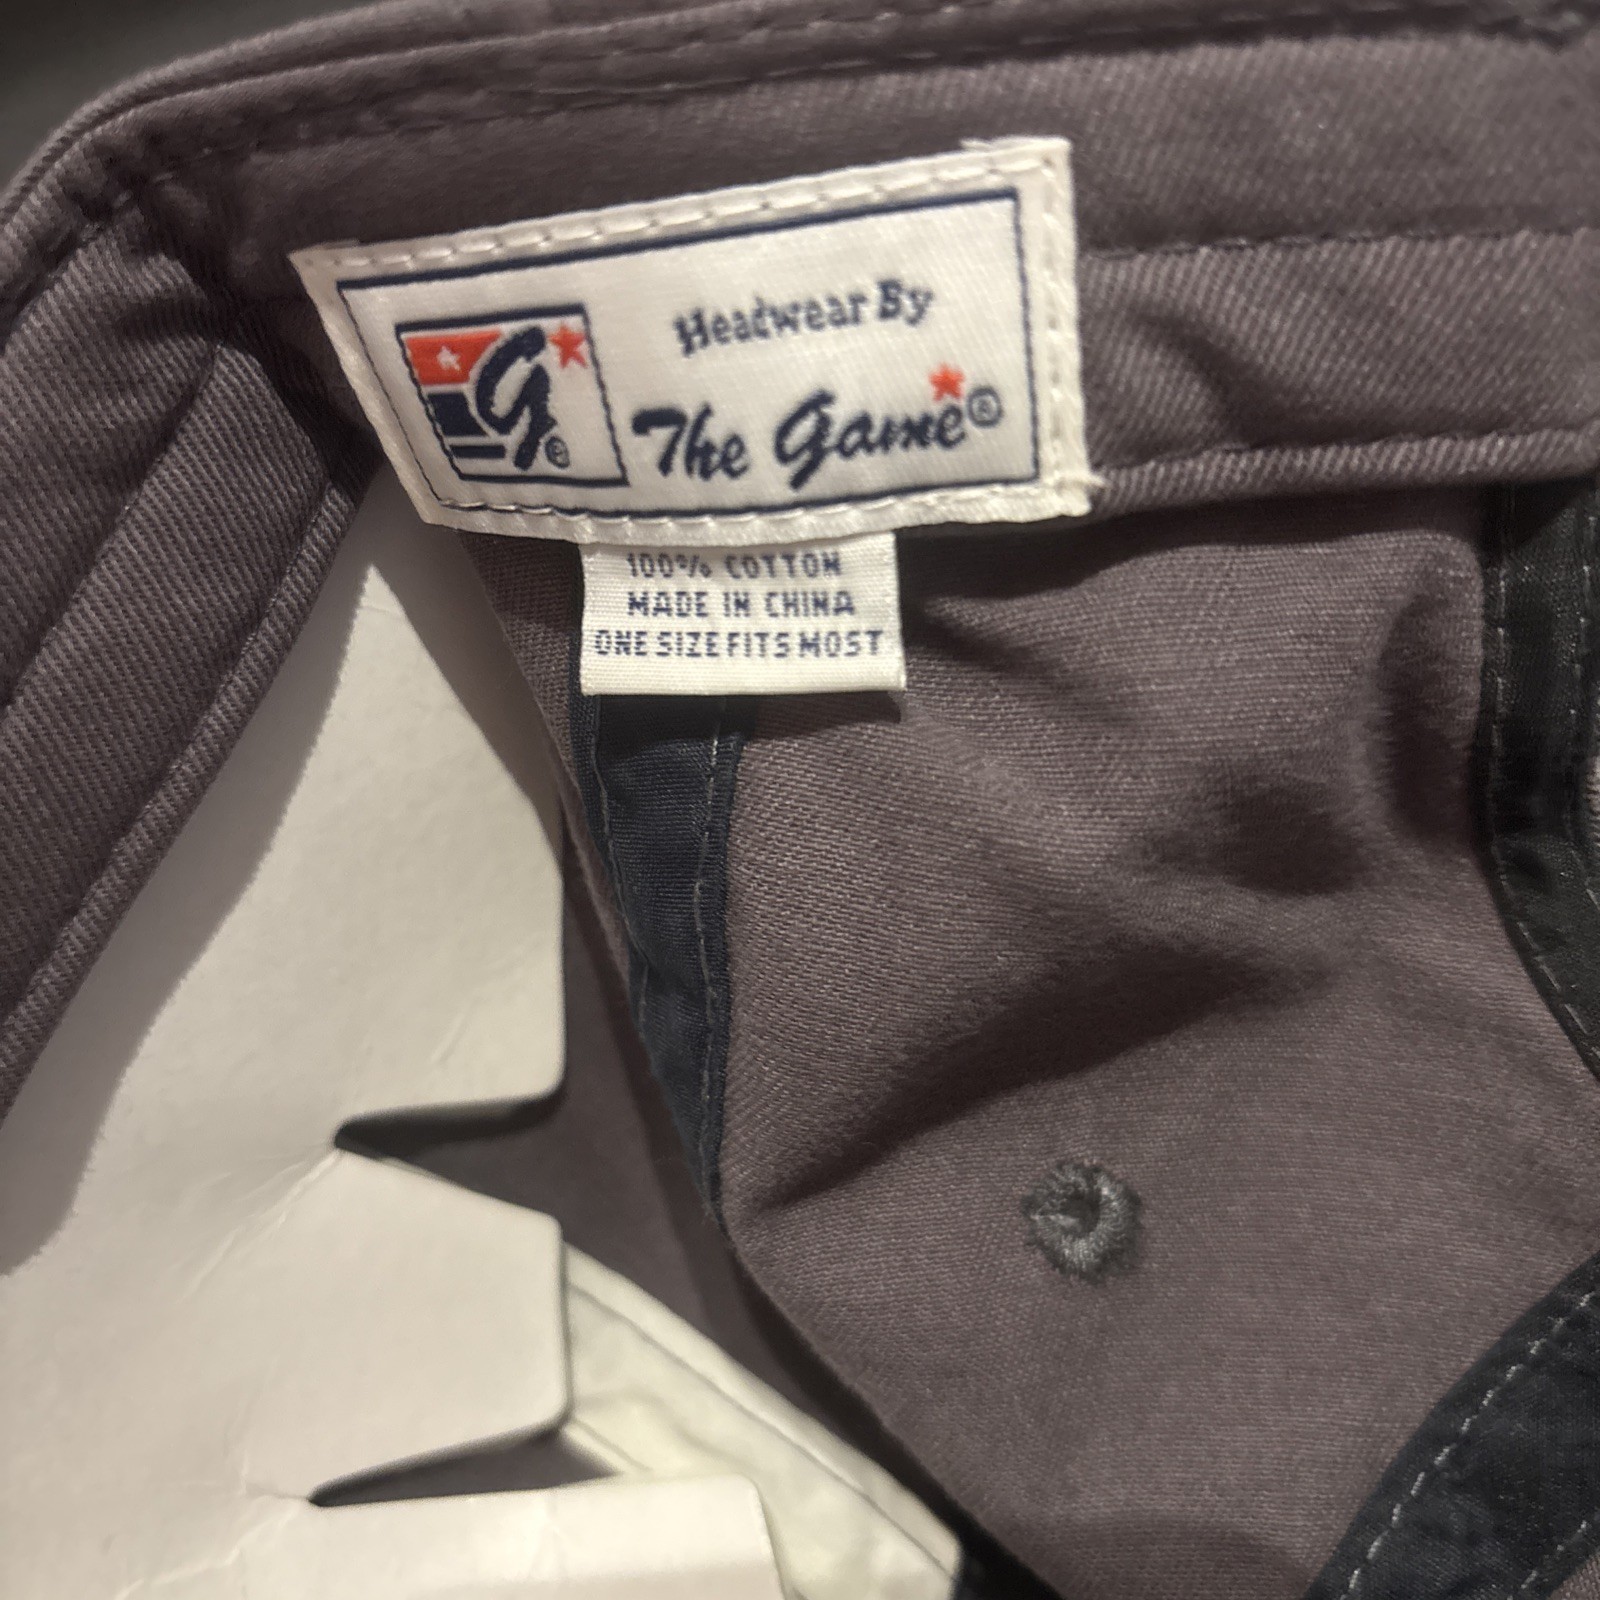 Headwear By
G®
The Game®
100% COTTON
MADE IN CHINA
ONE SIZE FITS MOST